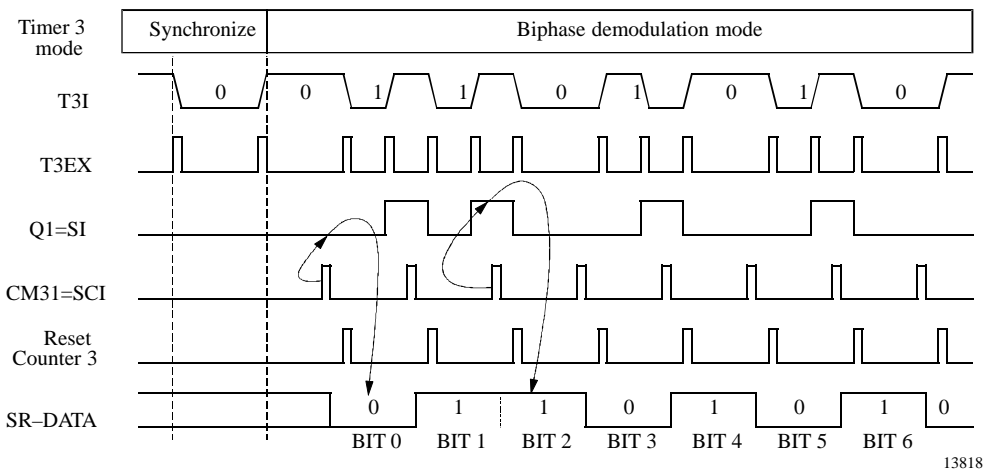 Timer 3 mode Synchronize Biphase demodulation mode
T3I 0 0 1 1 0 1 0 1 0
T3EX
Q1=SI
CM31=SCI
Reset Counter 3
SR–DATA 0 1 1 0 1 0 1 0
BIT 0 BIT 1 BIT 2 BIT 3 BIT 4 BIT 5 BIT 6
13818